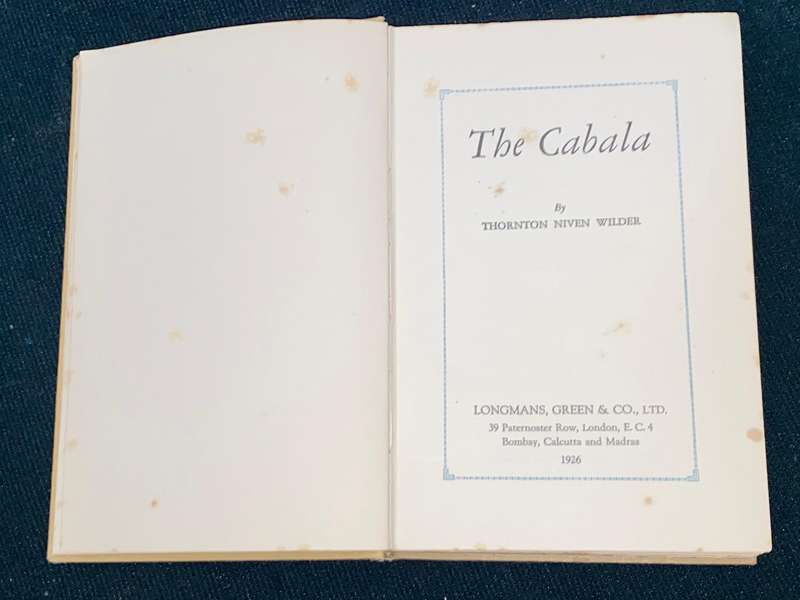 The Cabala
By
THORNTON NIVEN WILDER
LONGMANS, GREEN & CO., LTD.
39 Paternoster Row, London, E. C. 4
Bombay, Calcutta and Madras
1926